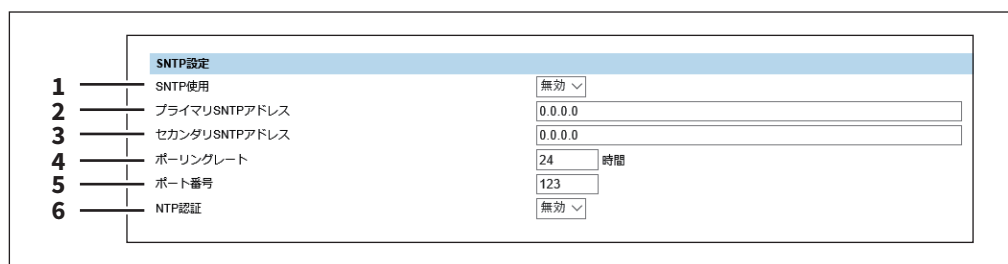 SNTP設定
1 SNTP使用 無効
2 プライマリSNTPアドレス 0.0.0.0
3 セカンダリSNTPアドレス 0.0.0.0
4 ポーリングレート 24 時間
5 ポート番号 123
6 NTP認証 無効